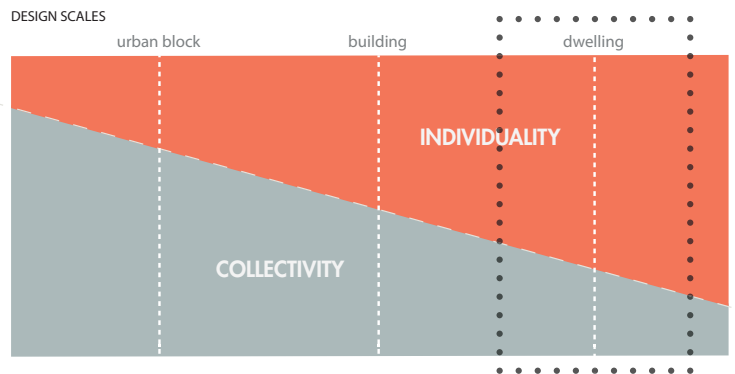 DESIGN SCALES
urban block building dwelling
INDIVIDUALITY
COLLECTIVITY